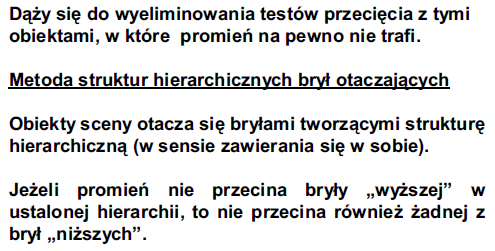 Dąży się do wyeliminowania testów przecięcia z tymi
obiektami, w które promień na pewno nie trafi.
Metoda struktur hierarchicznych brył otaczających
Obiekty sceny otacza się bryłami tworzącymi strukturę
hierarchiczną (w sensie zawierania się w sobie).
Jeżeli promień nie przecina bryły „wyższej” w
ustalonej hierarchii, to nie przecina również żadnej z
brył „niższych”.